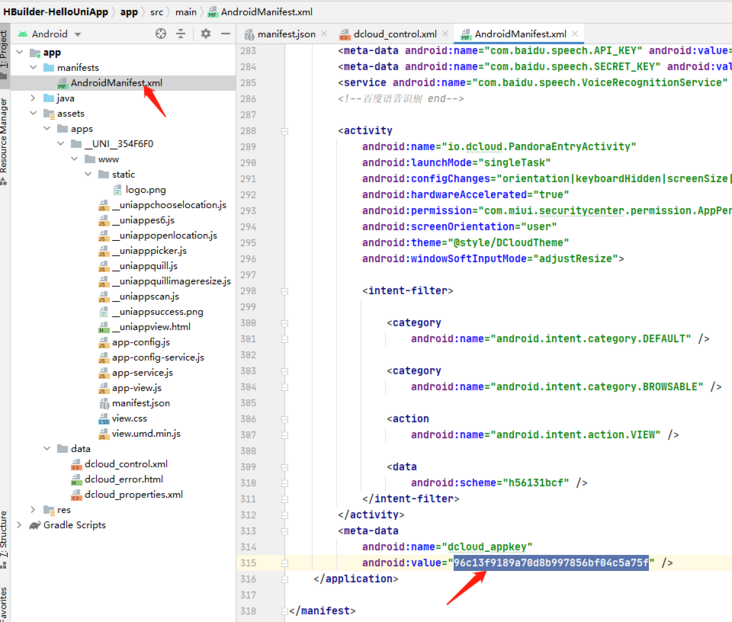 HBuilder-HelloUniApp > app > src > main > AndroidManifest.xml
Android
manifest.json × dcloud_control.xml × AndroidManifest.xml ×
1: Project
Resource Manager
7: Structure
Favorites
app
manifests
AndroidManifest.xml
java
assets
apps
__UNI__354F6F0
www
static
logo.png
__uniappchooselocation.js
__uniappes6.js
__uniappopenlocation.js
__uniapppicker.js
__uniappquill.js
__uniappquillimageresize.js
__uniappscan.js
__uniappsuccess.png
__uniappview.html
app-config.js
app-config-service.js
app-service.js
app-view.js
manifest.json
view.css
view.umd.min.js
data
dcloud_control.xml
dcloud_error.html
dcloud_properties.xml
res
Gradle Scripts
283 <meta-data android:name="com.baidu.speech.API_KEY" android:value=
284 <meta-data android:name="com.baidu.speech.SECRET_KEY" android:val
285 <service android:name="com.baidu.speech.VoiceRecognitionService"
286 <!--百度语音识别 end-->
287
288 <activity
289 android:name="io.dcloud.PandoraEntryActivity"
290 android:launchMode="singleTask"
291 android:configChanges="orientation|keyboardHidden|screenSize|
292 android:hardwareAccelerated="true"
293 android:permission="com.miui.securitycenter.permission.AppPer
294 android:screenOrientation="user"
295 android:theme="@style/DCloudTheme"
296 android:windowSoftInputMode="adjustResize">
297
298 <intent-filter>
299
300 <category
301 android:name="android.intent.category.DEFAULT" />
302
303 <category
304 android:name="android.intent.category.BROWSABLE" />
305
306 <action
307 android:name="android.intent.action.VIEW" />
308
309 <data
310 android:scheme="h56131bcf" />
311 </intent-filter>
312 </activity>
313 <meta-data
314 android:name="dcloud_appkey"
315 android:value="96c13f9189a70d8b997856bf04c5a75f" />
316 </application>
317
318 </manifest>